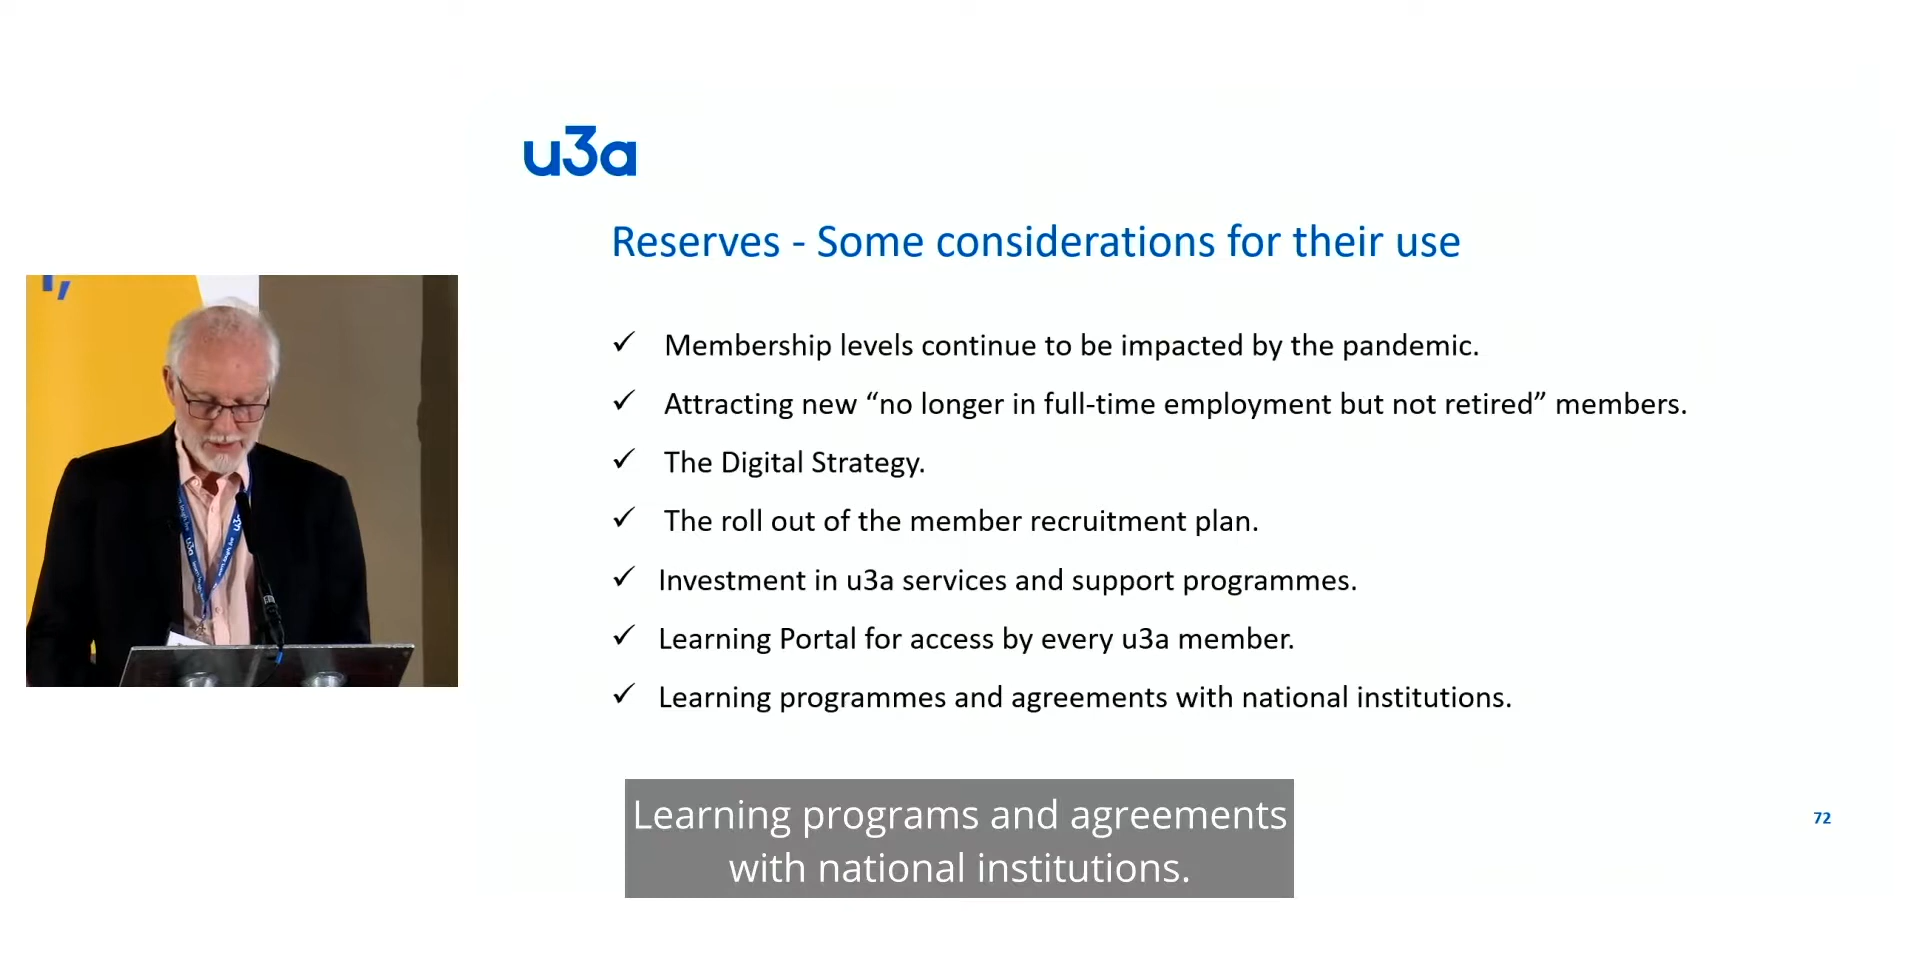 u3a
Reserves - Some considerations for their use
✓ Membership levels continue to be impacted by the pandemic.
✓ Attracting new “no longer in full-time employment but not retired” members.
✓ The Digital Strategy.
✓ The roll out of the member recruitment plan.
✓ Investment in u3a services and support programmes.
✓ Learning Portal for access by every u3a member.
✓ Learning programmes and agreements with national institutions.
Learning programs and agreements
with national institutions.
72
u3a
u3a